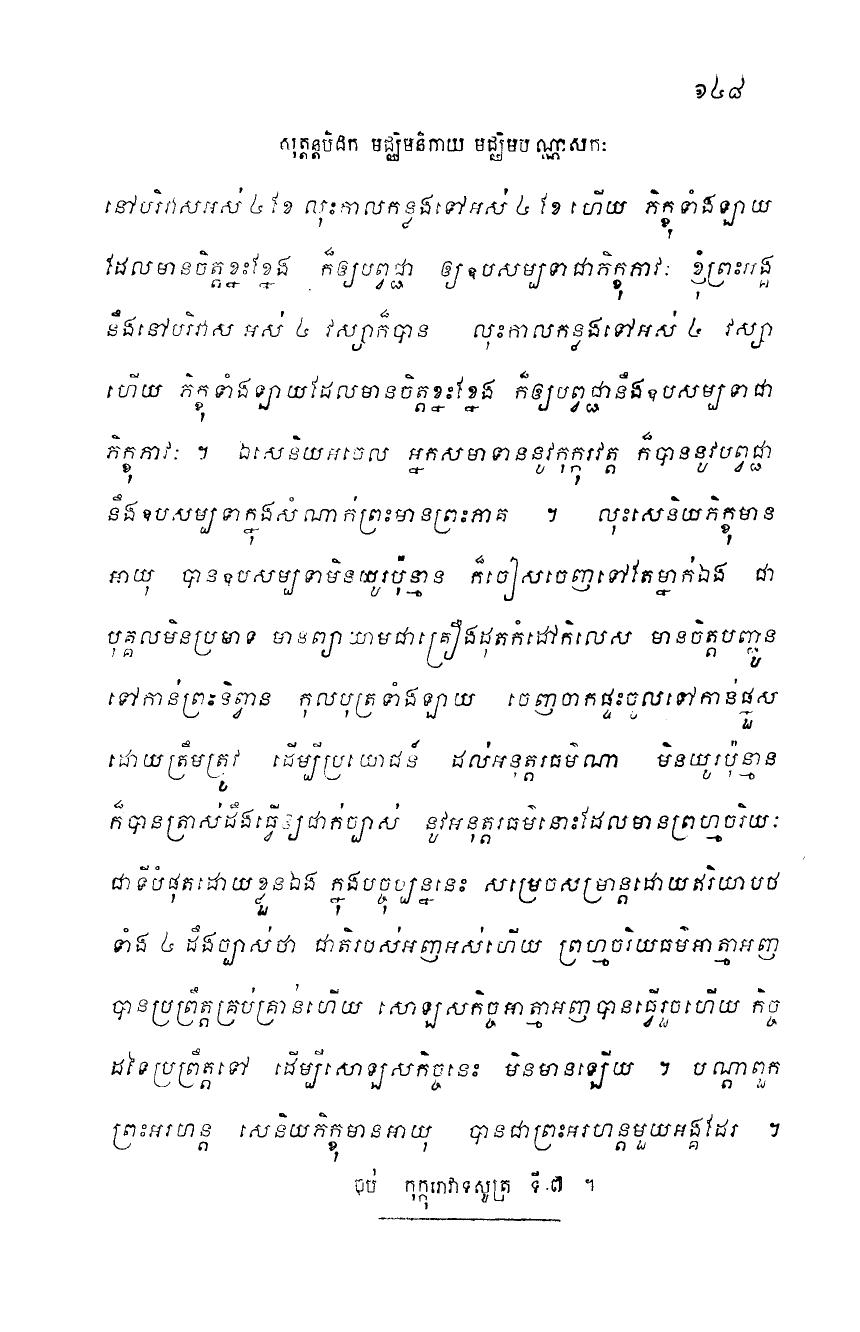 ១៤៨
សុត្តន្តបិដក មជ្ឈិមនិកាយ មជ្ឈិមបណ្ណាសកៈ
នៅបរិវាសអស់ ៤ ខែ លុះកាលកន្លងទៅអស់ ៤ ខែ ហើយ ភិក្ខុទាំងឡាយ
ដែលមានចិត្តខ្នះខ្នែង ក៏ឲ្យបព្វជ្ជា ឲ្យឧបសម្បទាជាភិក្ខុភាវៈ ខ្ញុំព្រះអង្គ
នឹងនៅបរិវាស អស់ ៤ វស្សាក៏បាន លុះកាលកន្លងទៅអស់ ៤ វស្សា
ហើយ ភិក្ខុទាំងឡាយដែលមានចិត្តខ្នះខ្នែង ក៏ឲ្យបព្វជ្ជានឹងឧបសម្បទាជា
ភិក្ខុភាវៈ ។ ឯសេនិយអចេល អ្នកសមាទាននូវកុក្កុរវត្ត ក៏បាននូវបព្វជ្ជា
នឹងឧបសម្បទាក្នុងសំណាក់ព្រះមានព្រះភាគ ។ លុះសេនិយភិក្ខុមាន
អាយុ បានឧបសម្បទាមិនយូរប៉ុន្មាន ក៏ចៀសចេញទៅតែម្នាក់ឯង ជា
បុគ្គលមិនប្រមាទ មានព្យាយាមជាគ្រឿងដុតកំដៅកិលេស មានចិត្តបញ្ជូន
ទៅកាន់ព្រះនិព្វាន កុលបុត្រទាំងឡាយ ចេញចាកផ្ទះចូលទៅកាន់ផ្នួស
ដោយត្រឹមត្រូវ ដើម្បីប្រយោជន៍ ដល់អនុត្តរធម៌ណា មិនយូរប៉ុន្មាន
ក៏បានត្រាស់ដឹងធ្វើឲ្យជាក់ច្បាស់ នូវអនុត្តរធម៌នោះដែលមានព្រហ្មចរិយៈ
ជាទីបំផុតដោយខ្លួនឯង ក្នុងបច្ចុប្បន្ននេះ សម្រេចសម្រាន្តដោយឥរិយាបថ
ទាំង ៤ ដឹងច្បាស់ថា ជាតិរបស់អញអស់ហើយ ព្រហ្មចរិយធម៌អាត្មាអញ
បានប្រព្រឹត្តគ្រប់គ្រាន់ហើយ សោឡសកិច្ចអាត្មាអញបានធ្វើរួចហើយ កិច្ច
ដទៃប្រព្រឹត្តទៅ ដើម្បីសោឡសកិច្ចនេះ មិនមានឡើយ ។ បណ្តាពួក
ព្រះអរហន្ត សេនិយភិក្ខុមានអាយុ បានជាព្រះអរហន្តមួយអង្គដែរ ។
ចប់ កុក្កុរោវាទសូត្រ ទី ៧ ។